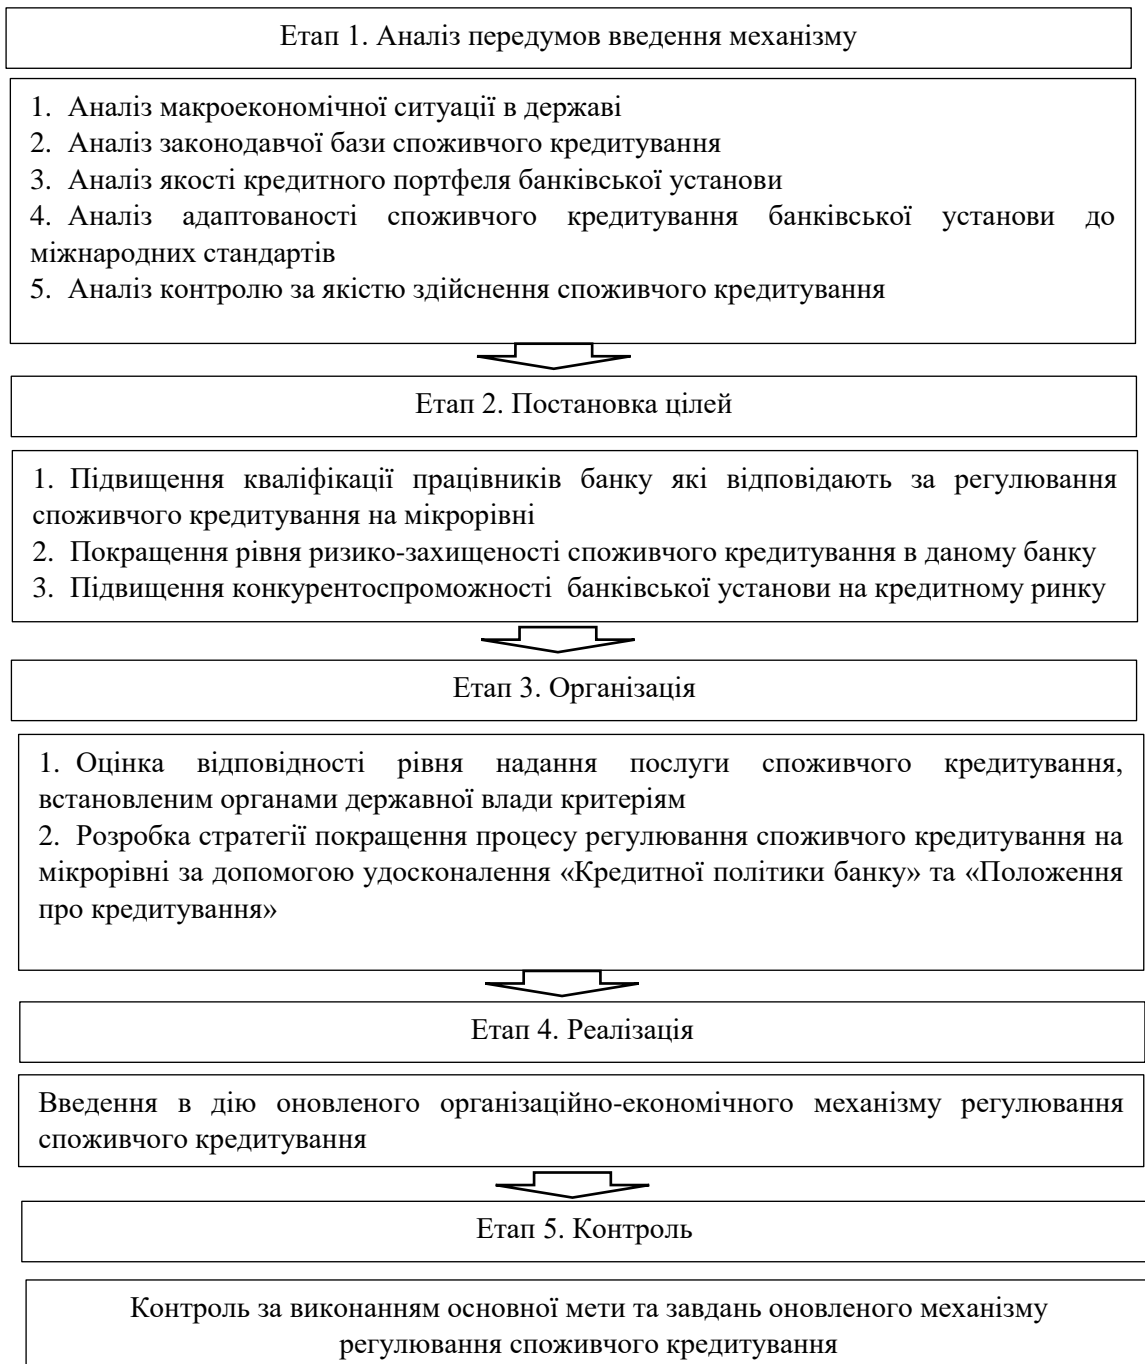 Етап 1. Аналіз передумов введення механізму
1. Аналіз макроекономічної ситуації в державі
2. Аналіз законодавчої бази споживчого кредитування
3. Аналіз якості кредитного портфеля банківської установи
4. Аналіз адаптованості споживчого кредитування банківської установи до
міжнародних стандартів
5. Аналіз контролю за якістю здійснення споживчого кредитування
Етап 2. Постановка цілей
1. Підвищення кваліфікації працівників банку які відповідають за регулювання
споживчого кредитування на мікрорівні
2. Покращення рівня ризико-захищеності споживчого кредитування в даному банку
3. Підвищення конкурентоспроможності банківської установи на кредитному ринку
Етап 3. Організація
1. Оцінка відповідності рівня надання послуги споживчого кредитування,
встановленим органами державної влади критеріям
2. Розробка стратегії покращення процесу регулювання споживчого кредитування на
мікрорівні за допомогою удосконалення «Кредитної політики банку» та «Положення
про кредитування»
Етап 4. Реалізація
Введення в дію оновленого організаційно-економічного механізму регулювання
споживчого кредитування
Етап 5. Контроль
Контроль за виконанням основної мети та завдань оновленого механізму
регулювання споживчого кредитування